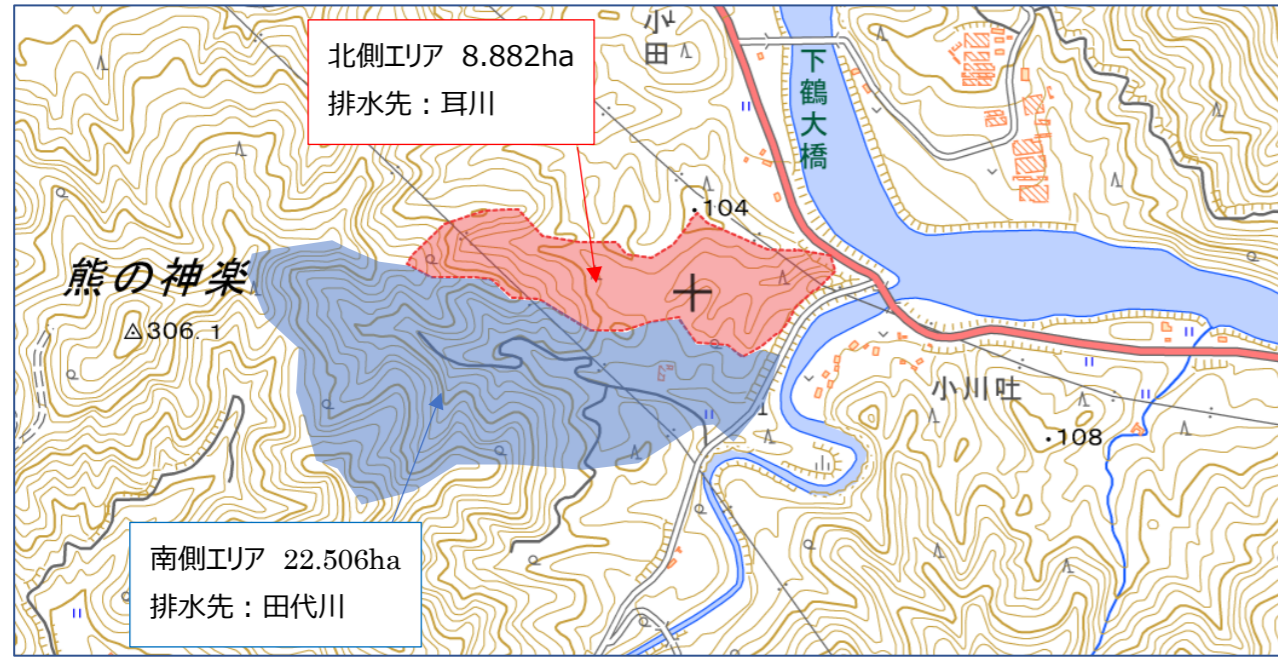 小田
北側エリア 8.882ha
排水先：耳川
下鶴大橋
・104
熊の神楽
306.1
小川吐
・108
南側エリア 22.506ha
排水先：田代川